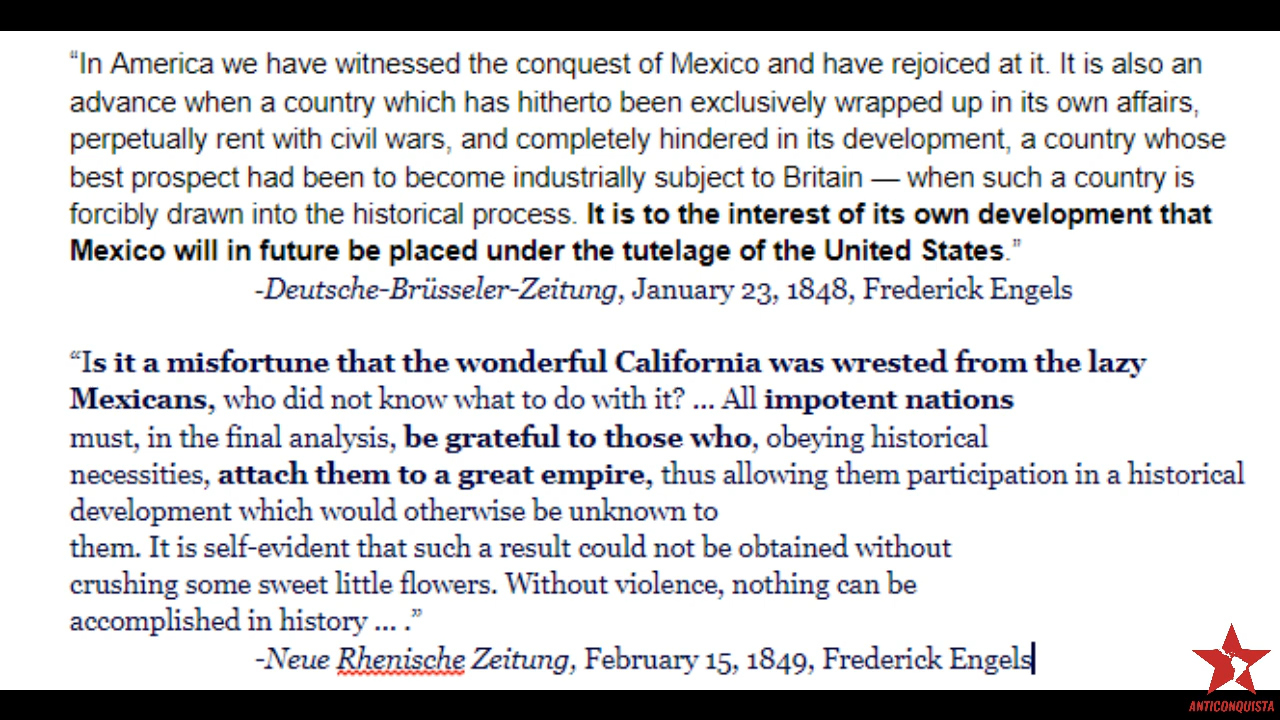 “In America we have witnessed the conquest of Mexico and have rejoiced at it. It is also an
advance when a country which has hitherto been exclusively wrapped up in its own affairs,
perpetually rent with civil wars, and completely hindered in its development, a country whose
best prospect had been to become industrially subject to Britain — when such a country is
forcibly drawn into the historical process. It is to the interest of its own development that
Mexico will in future be placed under the tutelage of the United States.”
-Deutsche-Brüsseler-Zeitung, January 23, 1848, Frederick Engels
“Is it a misfortune that the wonderful California was wrested from the lazy
Mexicans, who did not know what to do with it? ... All impotent nations
must, in the final analysis, be grateful to those who, obeying historical
necessities, attach them to a great empire, thus allowing them participation in a historical
development which would otherwise be unknown to
them. It is self-evident that such a result could not be obtained without
crushing some sweet little flowers. Without violence, nothing can be
accomplished in history ... .”
-Neue Rhenische Zeitung, February 15, 1849, Frederick Engels
ANTICONQUISTA